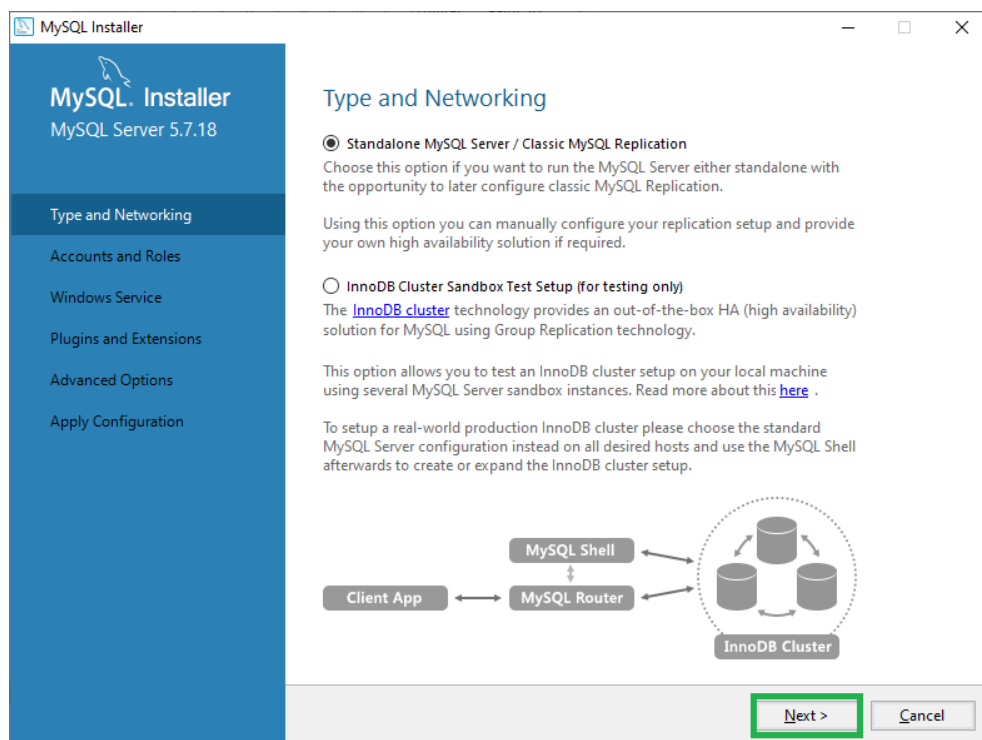 MySQL Installer
MySQL. Installer
MySQL Server 5.7.18
Type and Networking
Accounts and Roles
Windows Service
Plugins and Extensions
Advanced Options
Apply Configuration
Type and Networking
Standalone MySQL Server / Classic MySQL Replication
Choose this option if you want to run the MySQL Server either standalone with
the opportunity to later configure classic MySQL Replication.
Using this option you can manually configure your replication setup and provide
your own high availability solution if required.
InnoDB Cluster Sandbox Test Setup (for testing only)
The InnoDB cluster technology provides an out-of-the-box HA (high availability)
solution for MySQL using Group Replication technology.
This option allows you to test an InnoDB cluster setup on your local machine
using several MySQL Server sandbox instances. Read more about this here .
To setup a real-world production InnoDB cluster please choose the standard
MySQL Server configuration instead on all desired hosts and use the MySQL Shell
afterwards to create or expand the InnoDB cluster setup.
MySQL Shell
Client App
MySQL Router
InnoDB Cluster
Next >
Cancel